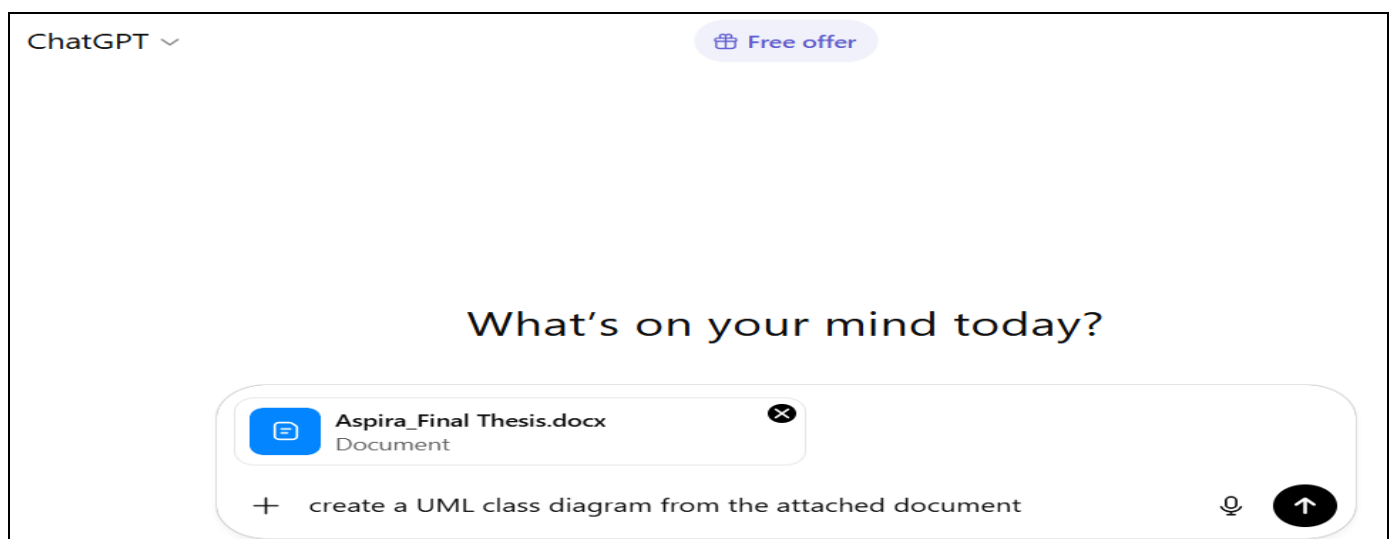 ChatGPT
Free offer
What's on your mind today?
Aspira_Final Thesis.docx
Document
create a UML class diagram from the attached document